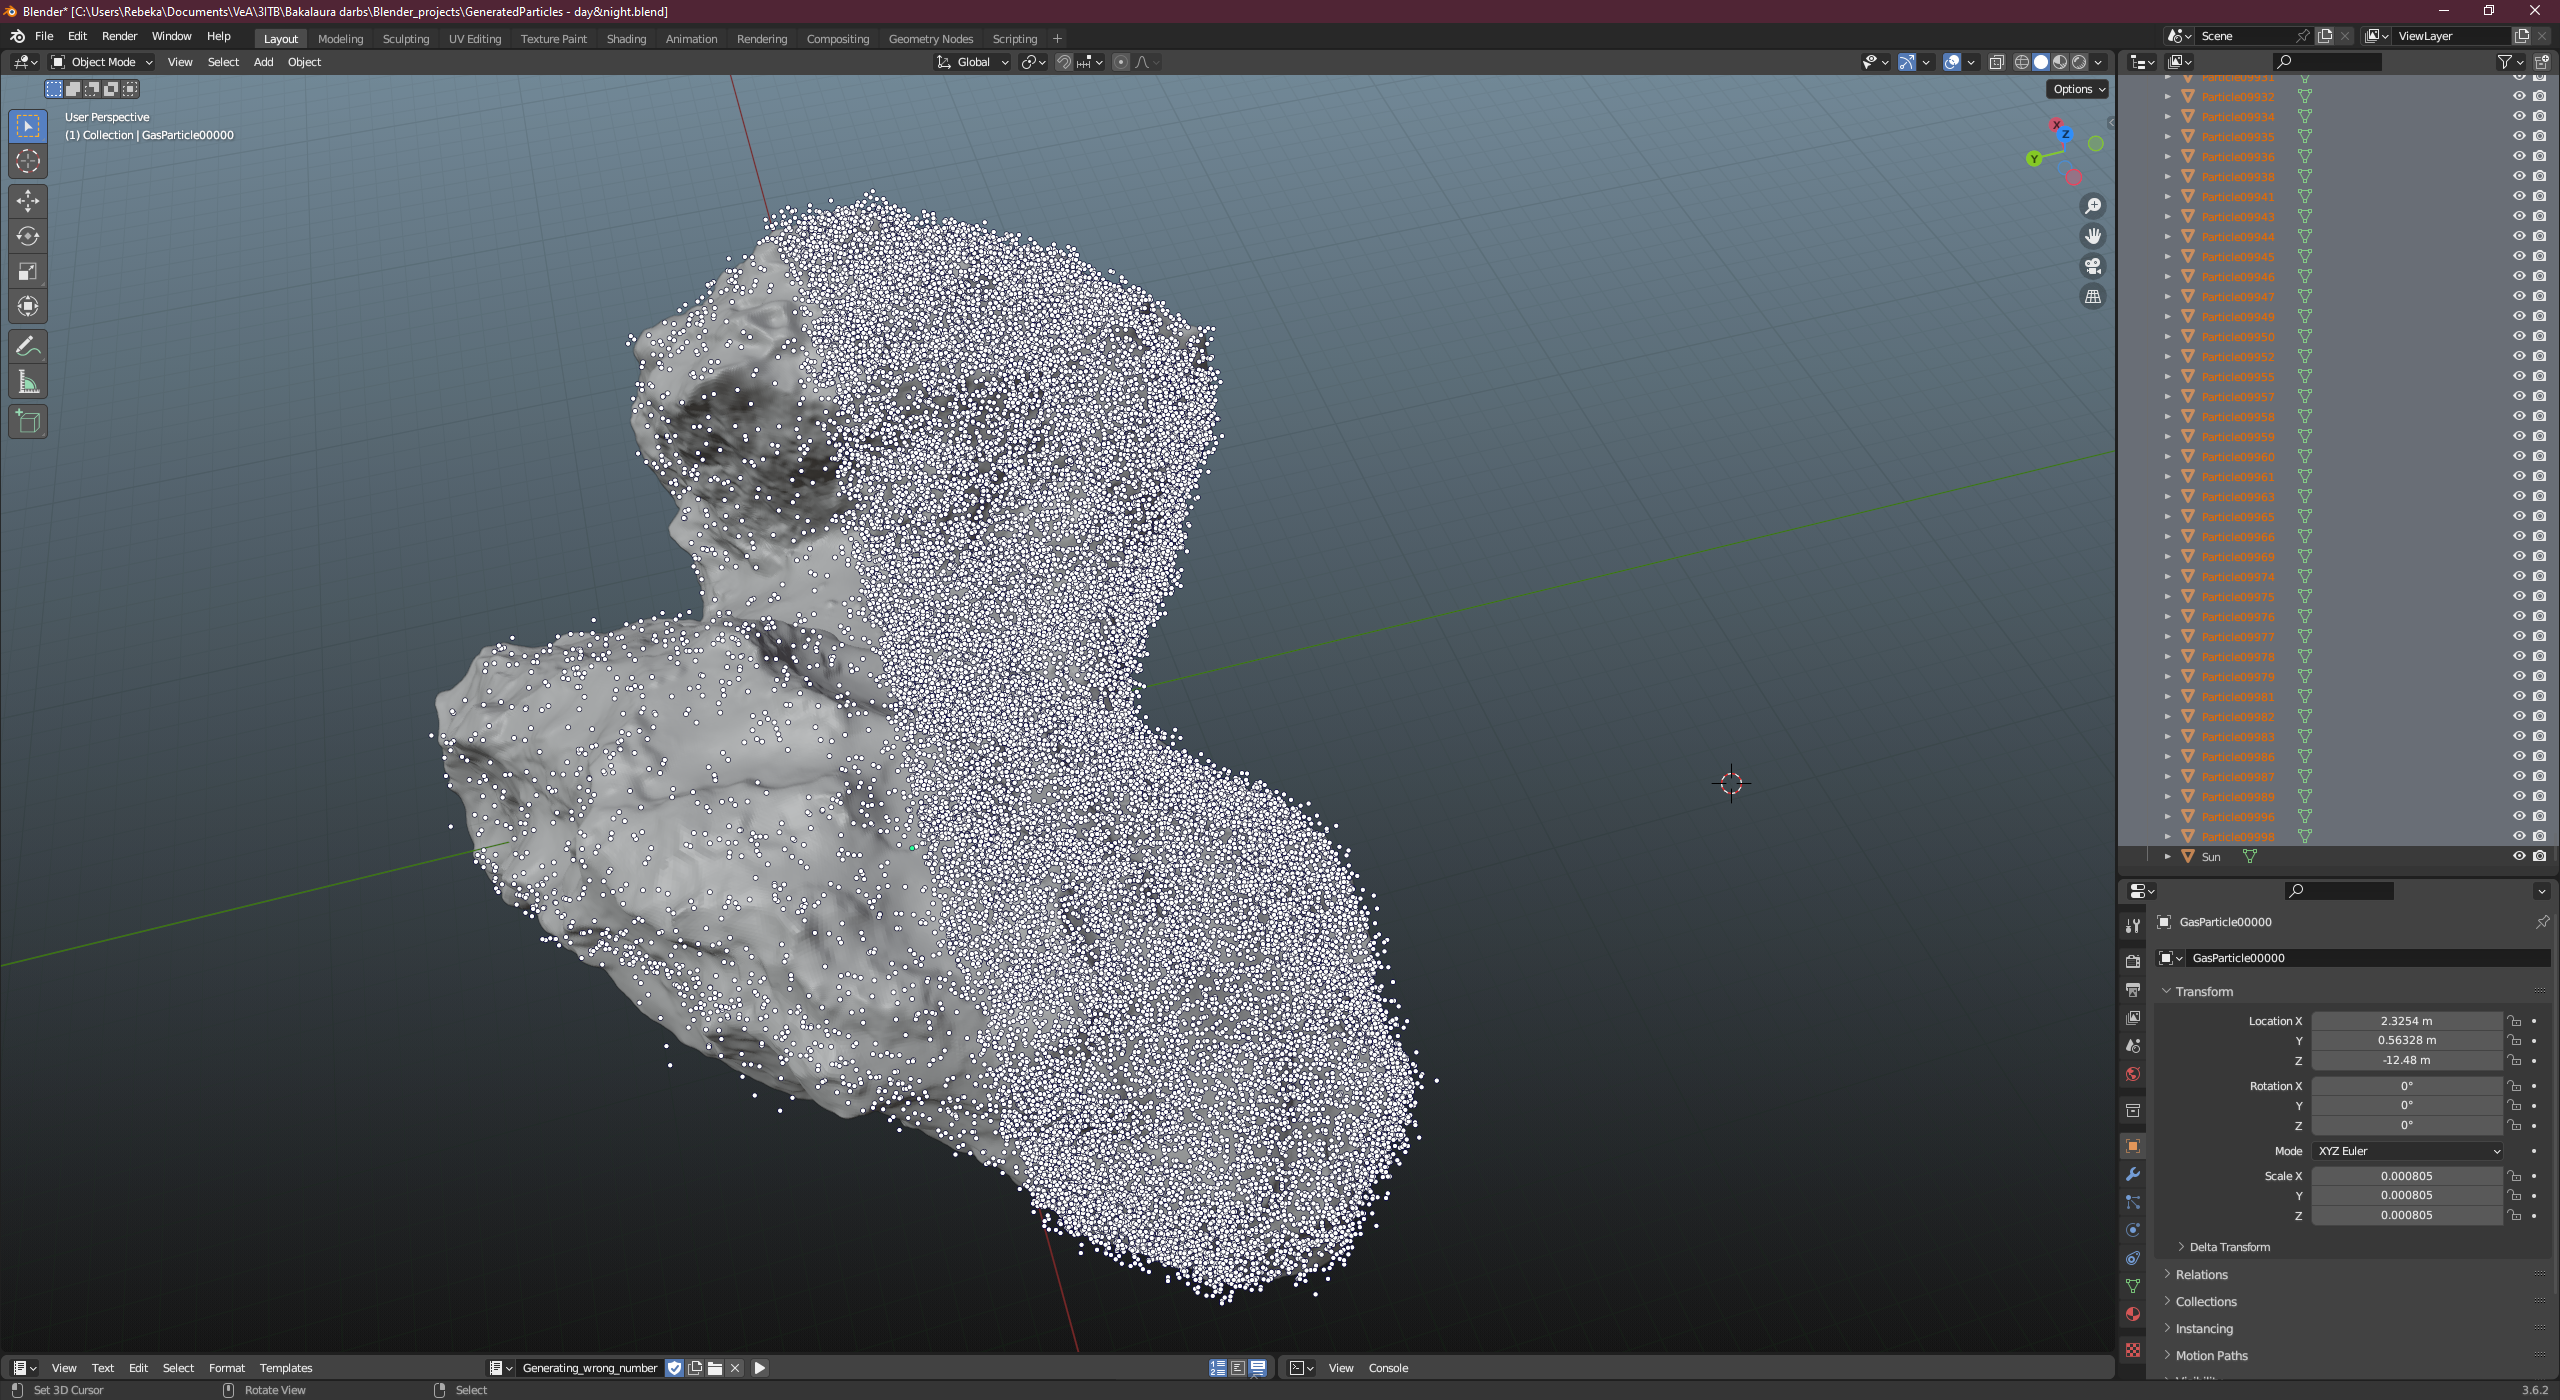 Blender* [C:\Users\Rebeka\Documents\VeA\3ITB\Bakalaura darbs\Blender_projects\GeneratedParticles - day&night.blend]
File Edit Render Window Help Layout Modeling Sculpting UV Editing Texture Paint Shading Animation Rendering Compositing Geometry Nodes Scripting + Scene ViewLayer
Object Mode View Select Add Object Global
Options
User Perspective
(1) Collection | GasParticle00000
X
Z
Y
Particle09931
Particle09932
Particle09934
Particle09935
Particle09936
Particle09938
Particle09941
Particle09943
Particle09944
Particle09945
Particle09946
Particle09947
Particle09949
Particle09950
Particle09952
Particle09955
Particle09957
Particle09958
Particle09959
Particle09960
Particle09961
Particle09963
Particle09965
Particle09966
Particle09969
Particle09974
Particle09975
Particle09976
Particle09977
Particle09978
Particle09979
Particle09981
Particle09982
Particle09983
Particle09986
Particle09987
Particle09989
Particle09996
Particle09998
Sun
GasParticle00000
GasParticle00000
Transform
Location X 2.3254 m
Y 0.56328 m
Z -12.48 m
Rotation X 0°
Y 0°
Z 0°
Mode XYZ Euler
Scale X 0.000805
Y 0.000805
Z 0.000805
Delta Transform
Relations
Collections
Instancing
Motion Paths
View Text Edit Select Format Templates Generating_wrong_number View Console
Set 3D Cursor Rotate View Select 3.6.2